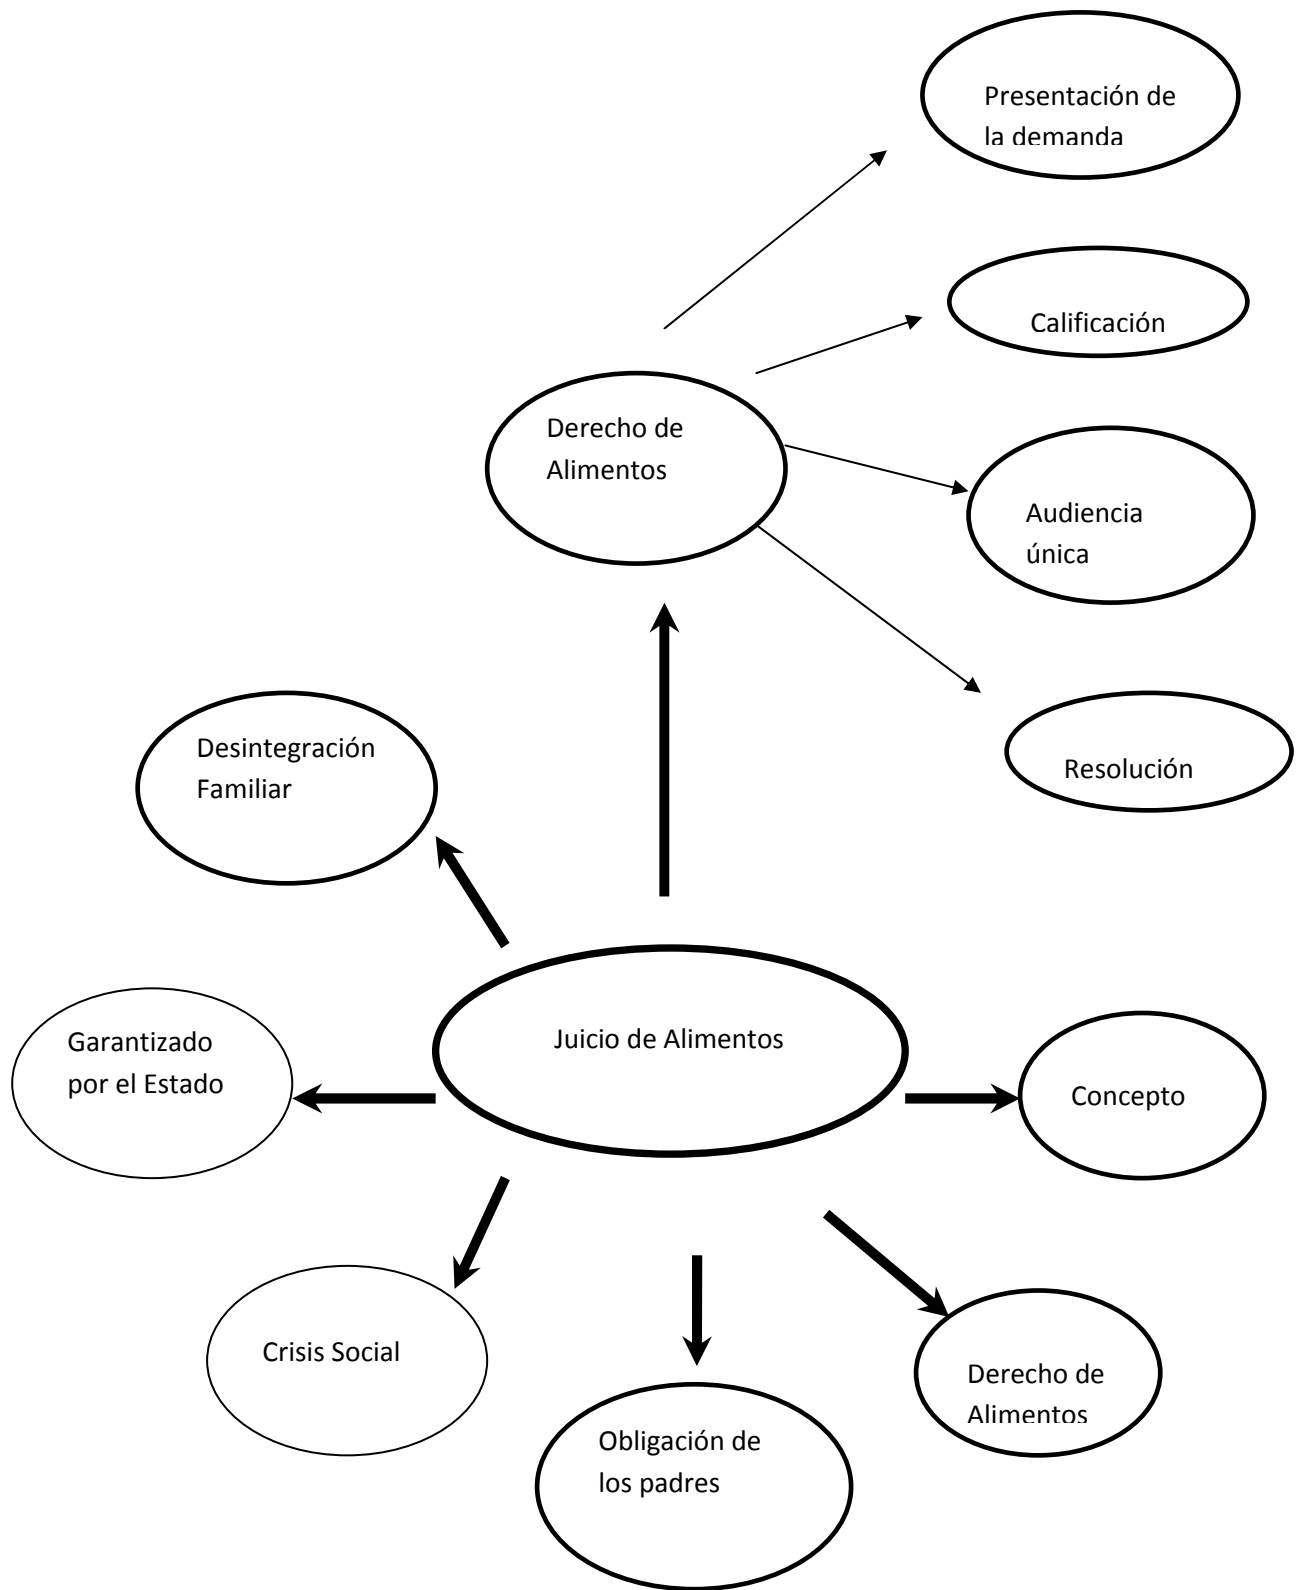 Presentación de
la demanda
Calificación
Derecho de
Alimentos
Audiencia
única
Desintegración
Familiar
Resolución
Juicio de Alimentos
Garantizado
por el Estado
Concepto
Crisis Social
Derecho de
Alimentos
Obligación de
los padres